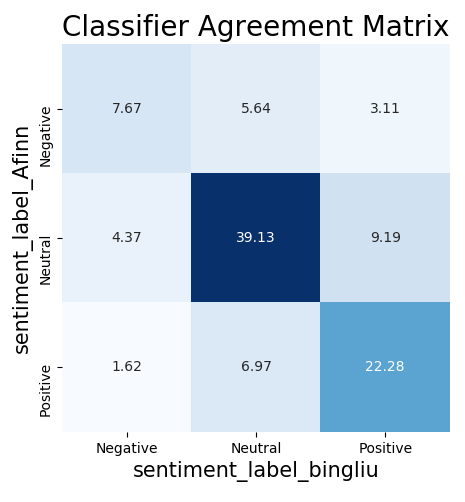 Classifier Agreement Matrix
sentiment_label_Afinn
Negative
7.67 5.64 3.11
Neutral
4.37 39.13 9.19
Positive
1.62 6.97 22.28
Negative Neutral Positive
sentiment_label_bingliu